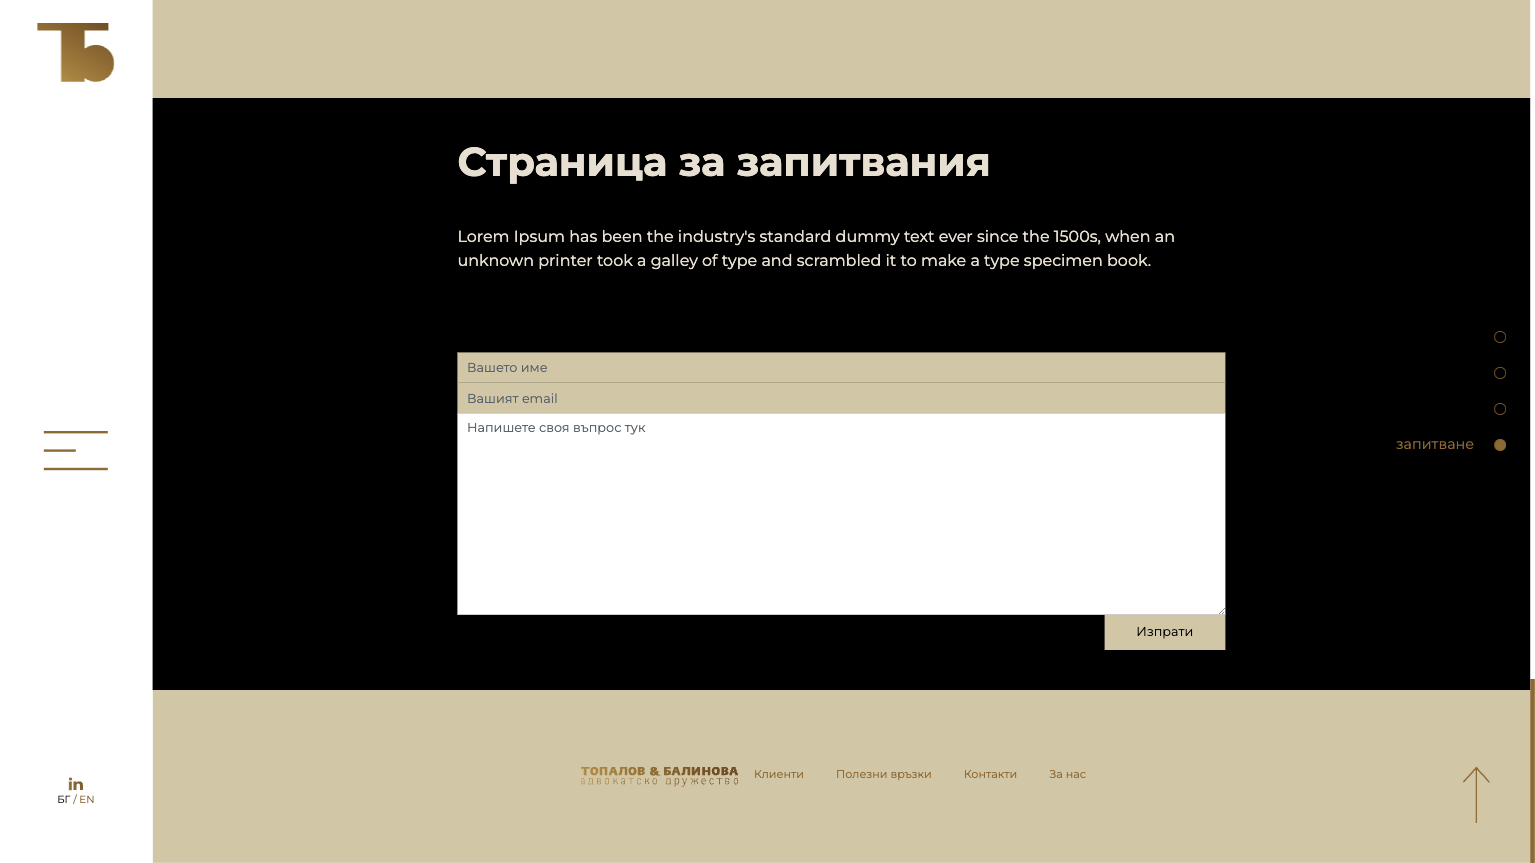 ТБ
Страница за запитвания
Lorem Ipsum has been the industry's standard dummy text ever since the 1500s, when an
unknown printer took a galley of type and scrambled it to make a type specimen book.
Вашето име
Вашият email
Напишете своя въпрос тук
запитване
Изпрати
in
БГ / EN
ТОПАЛОВ & БАЛИНОВА
адвокатско дружество
Клиенти Полезни връзки Контакти За нас